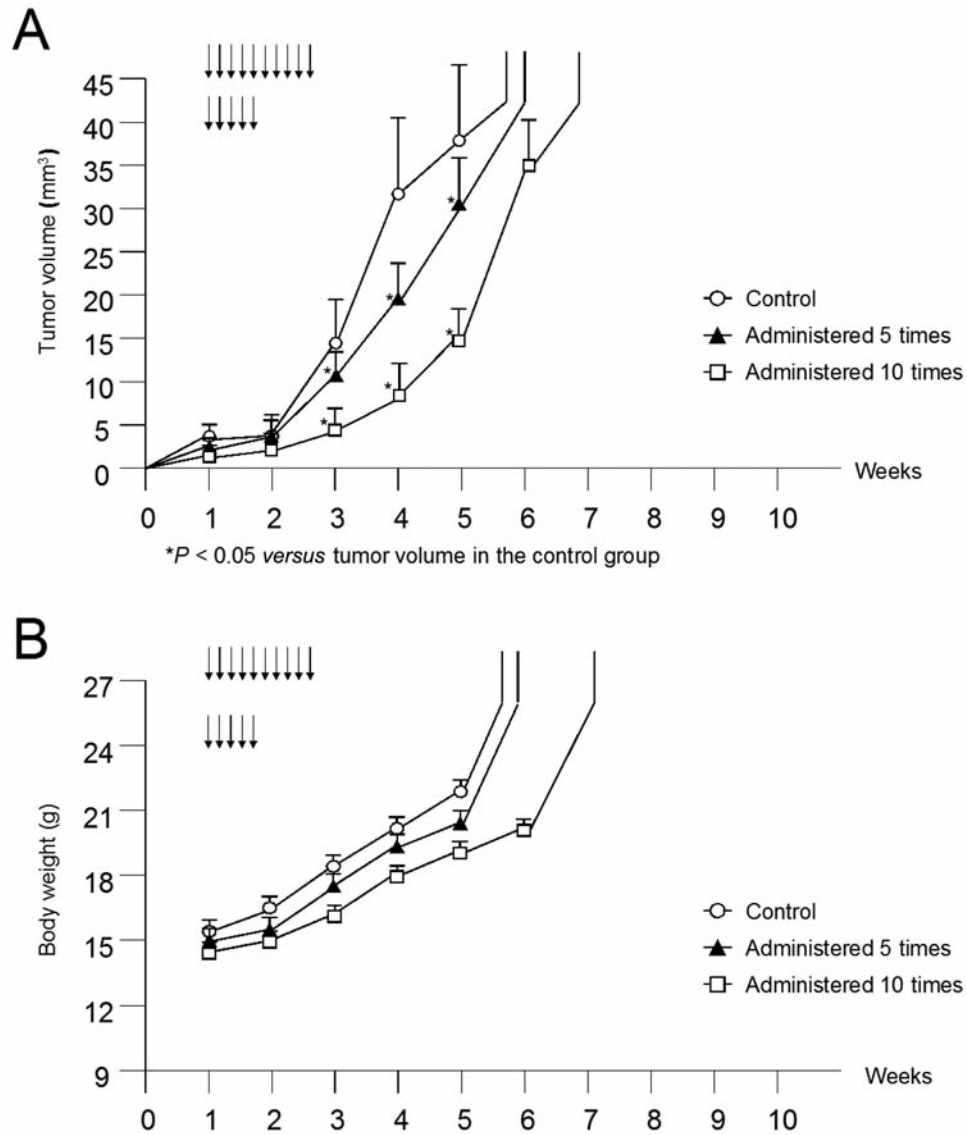 A
45
40
35
30
25
20
15
10
5
0
Tumor volume (mm³)
Control
Administered 5 times
Administered 10 times
* * * * * *
Weeks
0 1 2 3 4 5 6 7 8 9 10
*P < 0.05 versus tumor volume in the control group
B
27
24
21
18
15
12
9
Body weight (g)
Control
Administered 5 times
Administered 10 times
Weeks
0 1 2 3 4 5 6 7 8 9 10